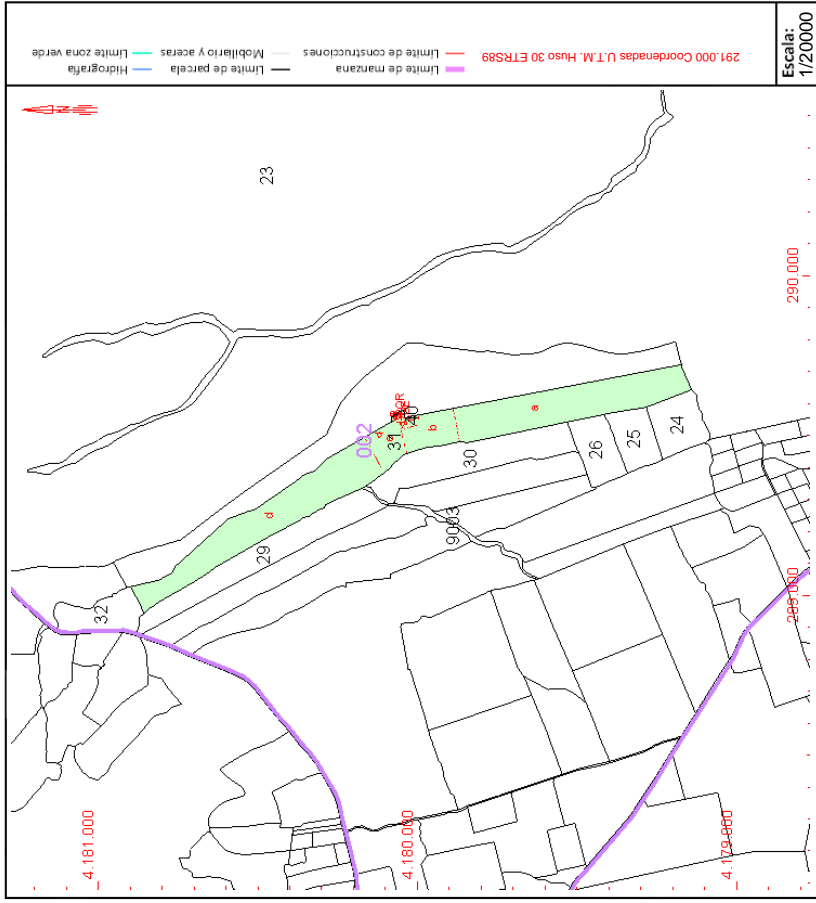 Límite de manzana
Límite de parcela
Límite de construcciones
Mobiliario y aceras
Hidrografía
Límite zona verde
291.000 Coordenadas U.T.M. Huso 30 ETRS89
Escala:
1/20000
23
002
32
29
d
31
40
b
a
30
26
25
24
9003
4.181.000
4.180.000
4.179.000
290.000
289.000